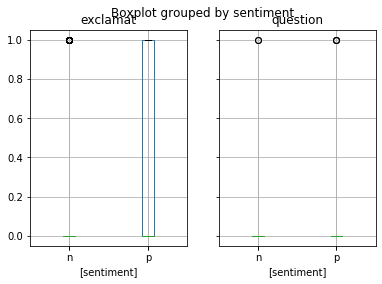 Boxplot grouped by sentiment
exclamat
question
1.0
0.8
0.6
0.4
0.2
0.0
n p n p
[sentiment] [sentiment]